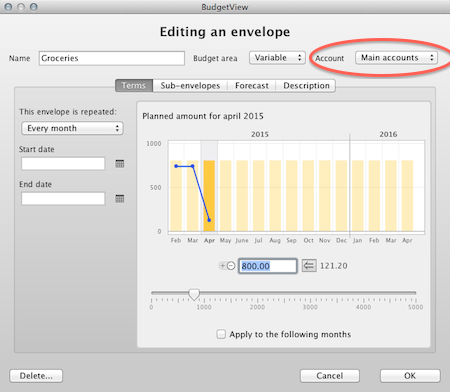 BudgetView
Editing an envelope
Name Groceries Budget area Variable Account Main accounts
Terms Sub-envelopes Forecast Description
This envelope is repeated:
Every month
Start date
End date
Planned amount for april 2015
2015 2016
1000
500
0
Feb Mar Apr May June July Aug Sep Oct Nov Dec Jan Feb Mar Apr
800.00 121.20
0 1000 2000 3000 4000 5000
Apply to the following months
Delete... Cancel OK